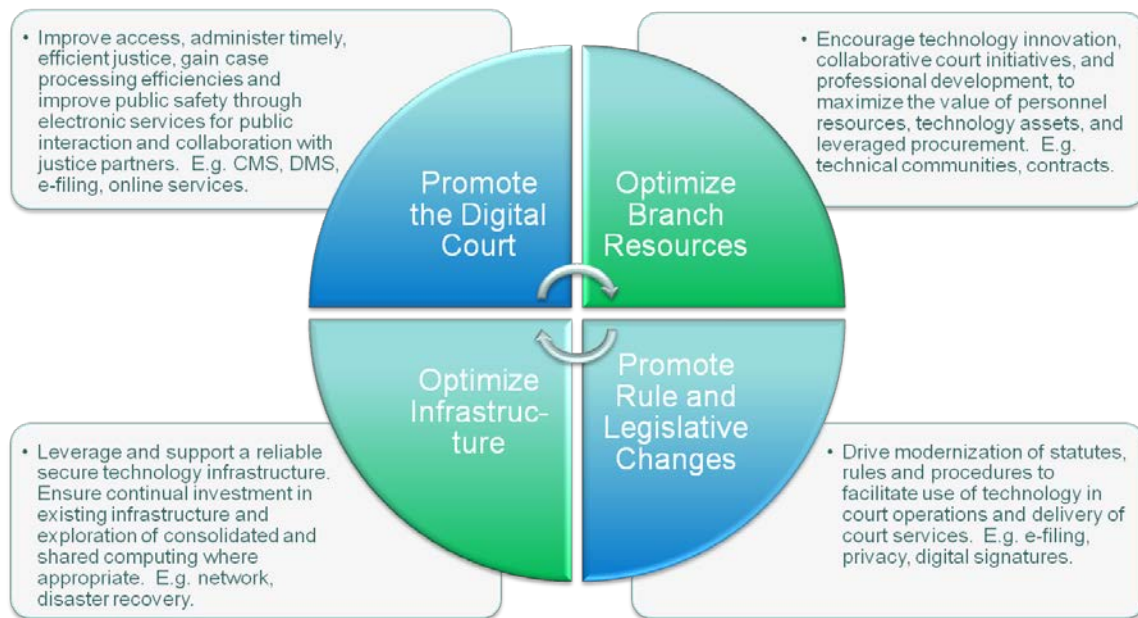 • Improve access, administer timely,
efficient justice, gain case
processing efficiencies and
improve public safety through
electronic services for public
interaction and collaboration with
justice partners.  E.g. CMS, DMS,
e-filing, online services.
• Encourage technology innovation,
collaborative court initiatives, and
professional development, to
maximize the value of personnel
resources, technology assets, and
leveraged procurement.  E.g.
technical communities, contracts.
Promote
the Digital
Court
Optimize
Branch
Resources
Optimize
Infrastruc-
ture
Promote
Rule and
Legislative
Changes
• Leverage and support a reliable
secure technology infrastructure.
Ensure continual investment in
existing infrastructure and
exploration of consolidated and
shared computing where
appropriate.  E.g. network,
disaster recovery.
• Drive modernization of statutes,
rules and procedures to
facilitate use of technology in
court operations and delivery of
court services.  E.g. e-filing,
privacy, digital signatures.